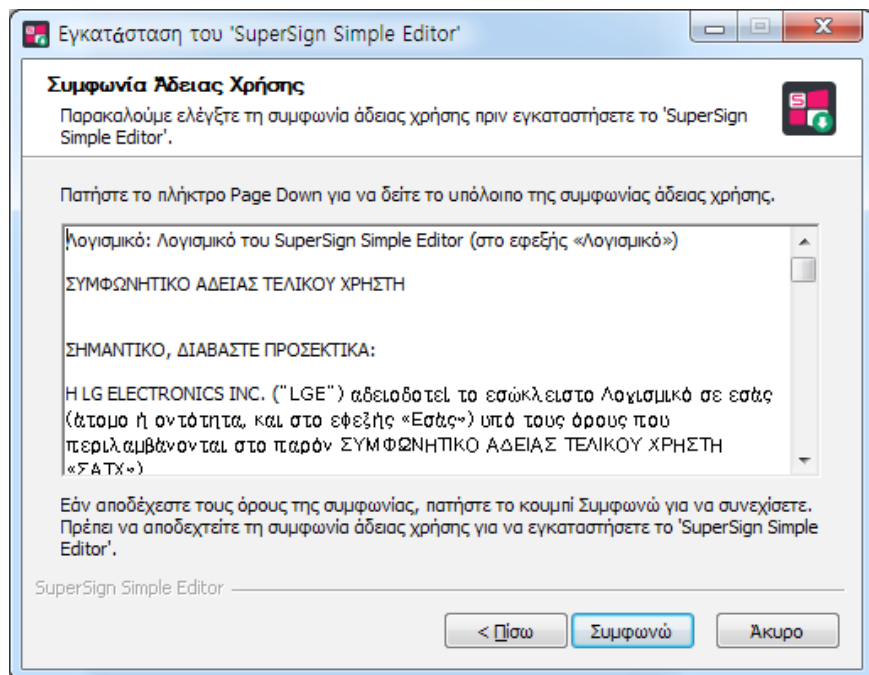 Εγκατάσταση του 'SuperSign Simple Editor'
Συμφωνία Άδειας Χρήσης
Παρακαλούμε ελέγξτε τη συμφωνία άδειας χρήσης πριν εγκαταστήσετε το 'SuperSign
Simple Editor'.
Πατήστε το πλήκτρο Page Down για να δείτε το υπόλοιπο της συμφωνίας άδειας χρήσης.
Λογισμικό: Λογισμικό του SuperSign Simple Editor (στο εφεξής «Λογισμικό»)
ΣΥΜΦΩΝΗΤΙΚΟ ΑΔΕΙΑΣ ΤΕΛΙΚΟΥ ΧΡΗΣΤΗ
ΣΗΜΑΝΤΙΚΟ, ΔΙΑΒΑΣΤΕ ΠΡΟΣΕΚΤΙΚΑ:
Η LG ELECTRONICS INC. ("LGE") αδειοδοτεί το εσώκλειστο Λογισμικό σε εσάς
(άτομο ή οντότητα, και στο εφεξής «Εσάς») υπό τους όρους που
περιλαμβάνονται στο παρόν ΣΥΜΦΩΝΗΤΙΚΟ ΑΔΕΙΑΣ ΤΕΛΙΚΟΥ ΧΡΗΣΤΗ
«ΣΑΤΧ»)
Εάν αποδέχεστε τους όρους της συμφωνίας, πατήστε το κουμπί Συμφωνώ για να συνεχίσετε.
Πρέπει να αποδεχτείτε τη συμφωνία άδειας χρήσης για να εγκαταστήσετε το 'SuperSign Simple
Editor'.
SuperSign Simple Editor
< Πίσω Συμφωνώ Άκυρο